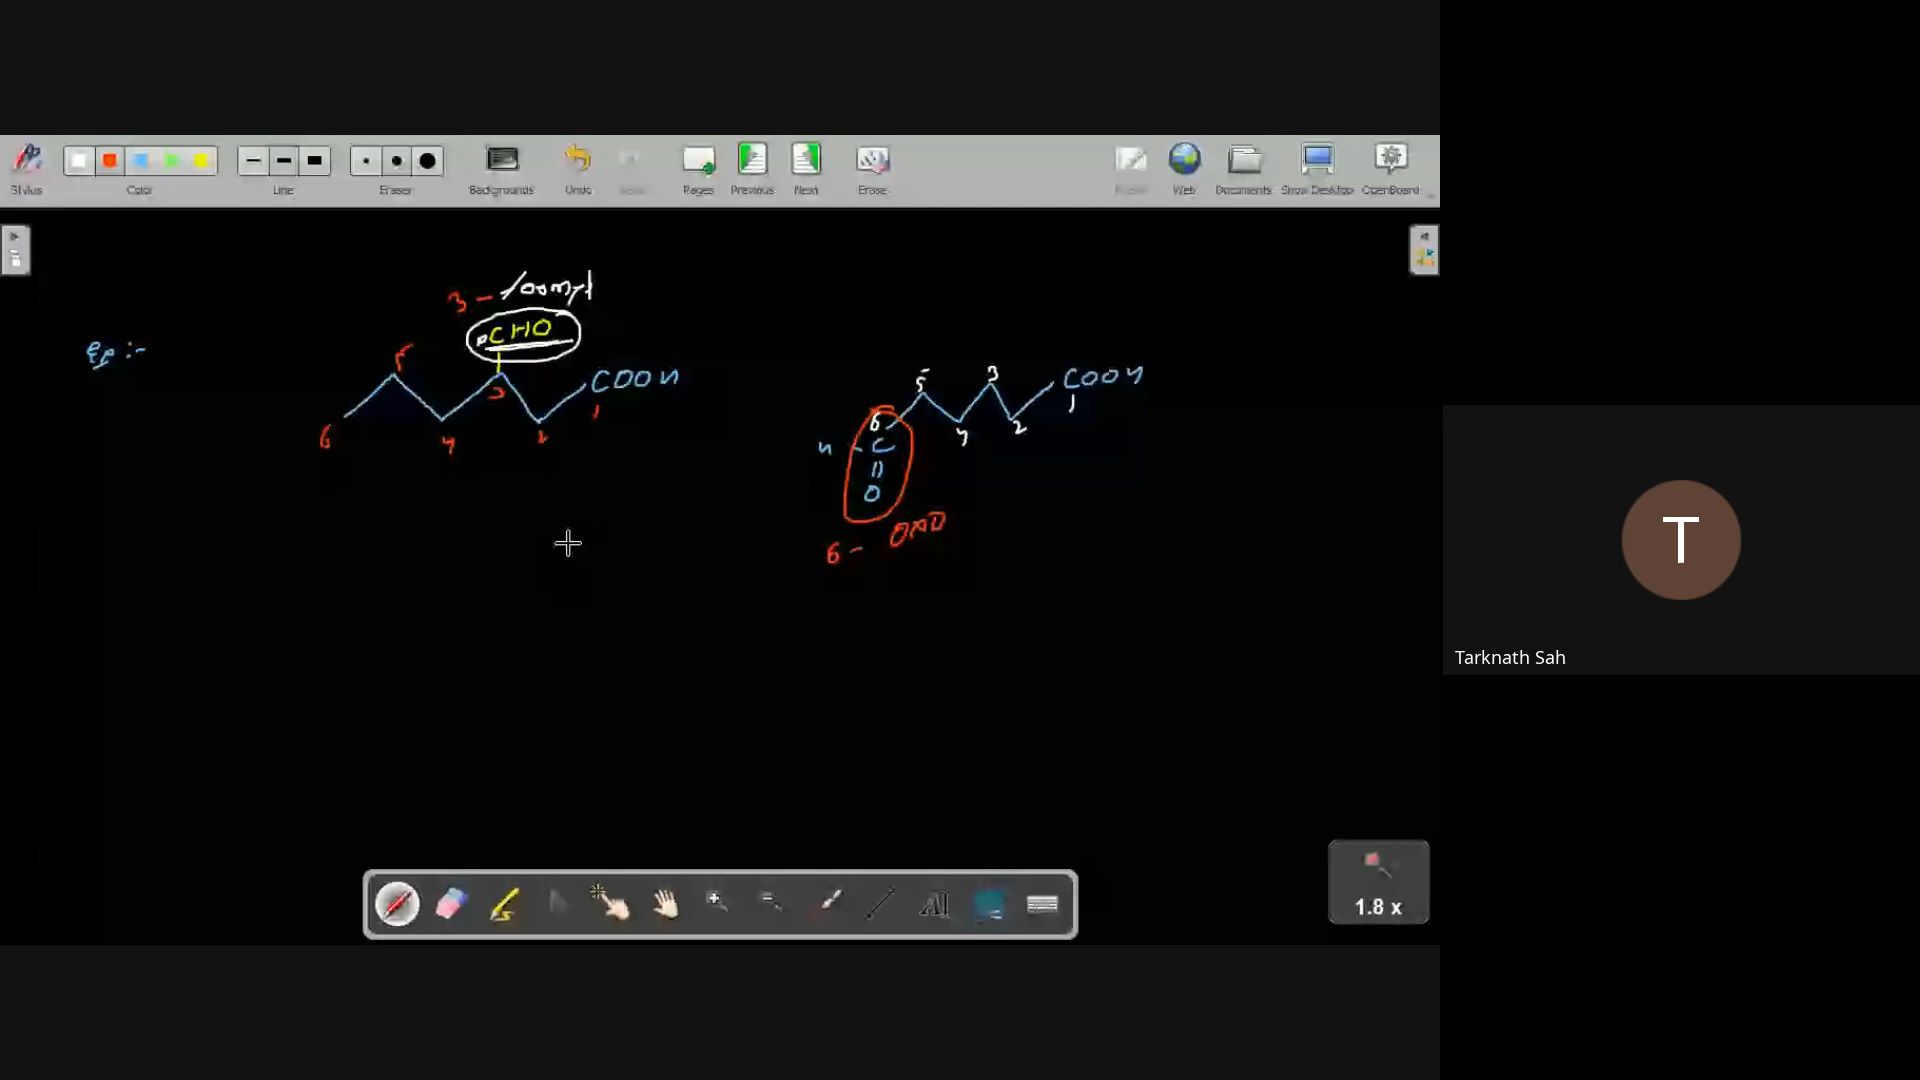 Stylus Color Line Eraser Backgrounds Undo Pages Previous Next Erase Web Documents Show Desktop OpenBoard
3 - formyl
CHO
Ex :-
5
COOH
3
1
6
4
2
5
3
COOH
1
6
4
2
H - C
||
O
6 - OXO
1.8 x
T
Tarknath Sah